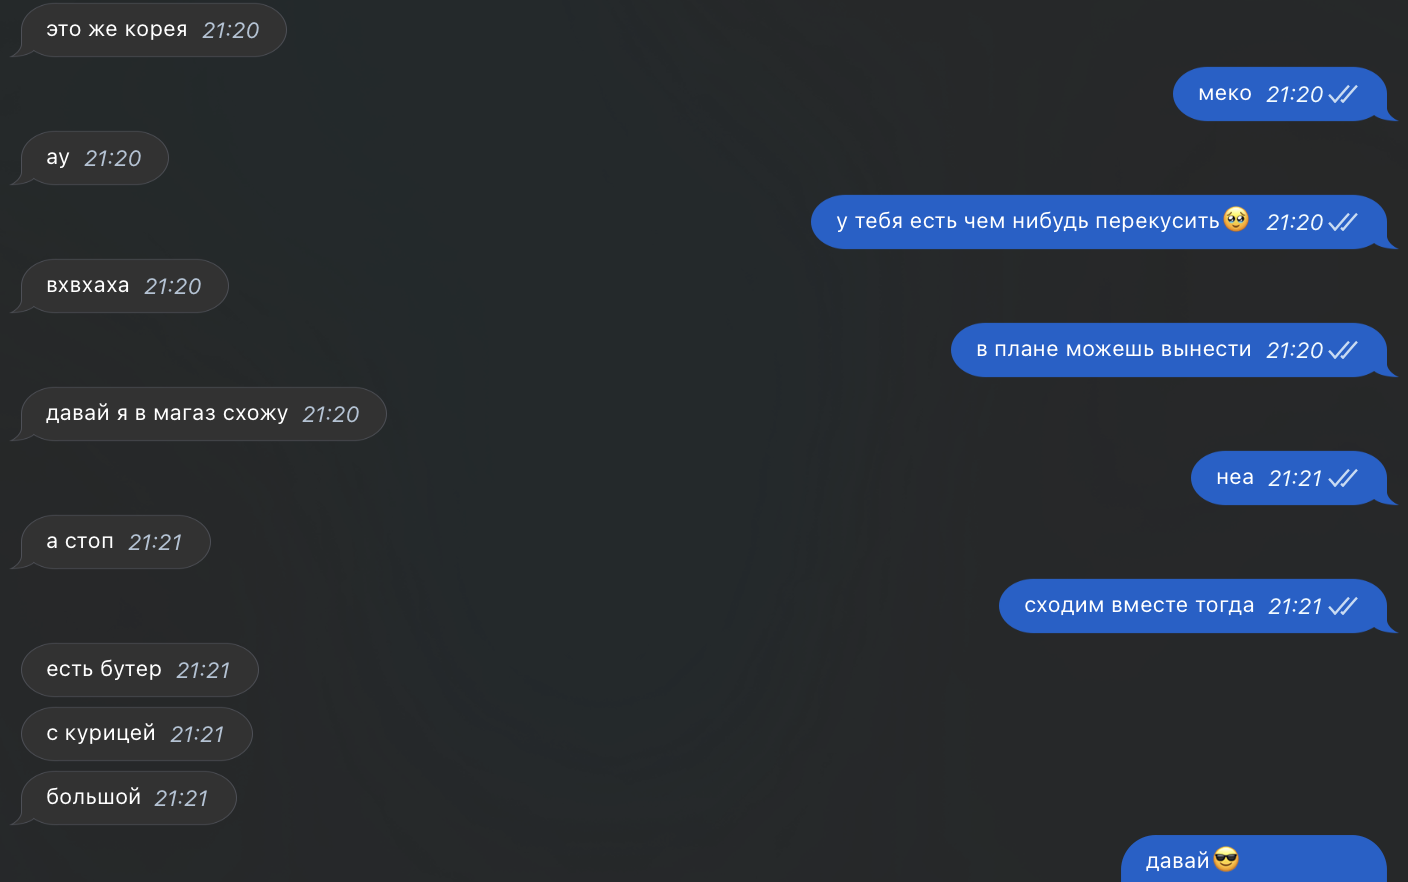 это же корея 21:20
меко 21:20
ау 21:20
у тебя есть чем нибудь перекусить🥹 21:20
вхвхаха 21:20
в плане можешь вынести 21:20
давай я в магаз схожу 21:20
неа 21:21
а стоп 21:21
сходим вместе тогда 21:21
есть бутер 21:21
с курицей 21:21
большой 21:21
давай😎